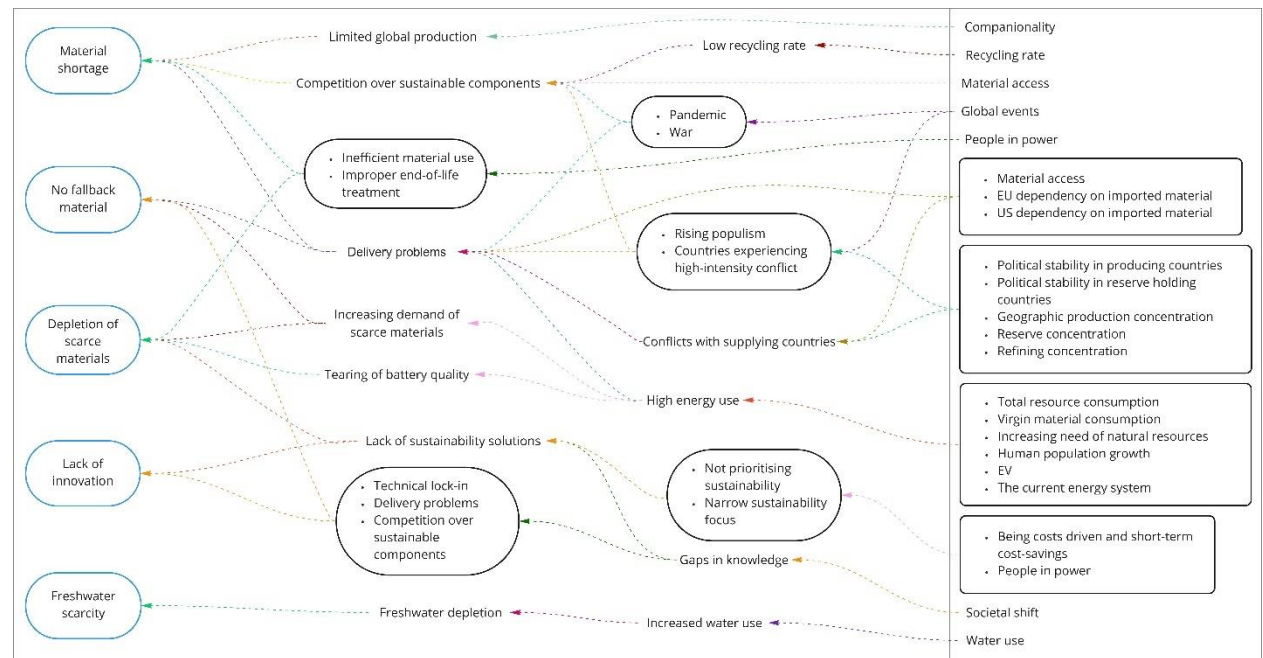 Material
shortage
No fallback
material
Depletion of
scarce
materials
Lack of
innovation
Freshwater
scarcity
Limited global production
Competition over sustainable components
• Inefficient material use
• Improper end-of-life
treatment
Delivery problems
Increasing demand of
scarce materials
Tearing of battery quality
Lack of sustainability solutions
• Technical lock-in
• Delivery problems
• Competition over
sustainable
components
Freshwater depletion
Low recycling rate
• Pandemic
• War
• Rising populism
• Countries experiencing
high-intensity conflict
Conflicts with supplying countries
High energy use
• Not prioritising
sustainability
• Narrow sustainability
focus
Gaps in knowledge
Increased water use
Companionality
Recycling rate
Material access
Global events
People in power
• Material access
• EU dependency on imported material
• US dependency on imported material
• Political stability in producing countries
• Political stability in reserve holding
countries
• Geographic production concentration
• Reserve concentration
• Refining concentration
• Total resource consumption
• Virgin material consumption
• Increasing need of natural resources
• Human population growth
• EV
• The current energy system
• Being costs driven and short-term
cost-savings
• People in power
Societal shift
Water use